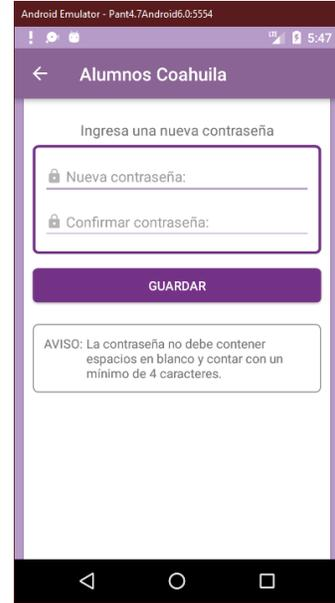 Android Emulator - Pant4.7Android6.0:5554
5:47
Alumnos Coahuila
Ingresa una nueva contraseña
Nueva contraseña:
Confirmar contraseña:
GUARDAR
AVISO: La contraseña no debe contener
espacios en blanco y contar con un
mínimo de 4 caracteres.